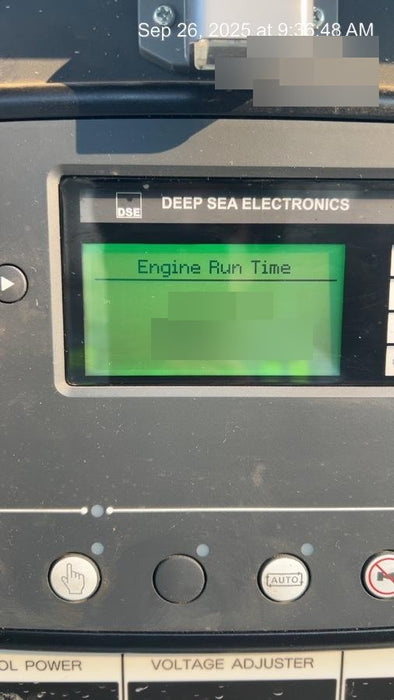 Sep 26, 2025 at 9:36:48 AM
DSE
DEEP SEA ELECTRONICS
Engine Run Time
AUTO
OL POWER
VOLTAGE ADJUSTER